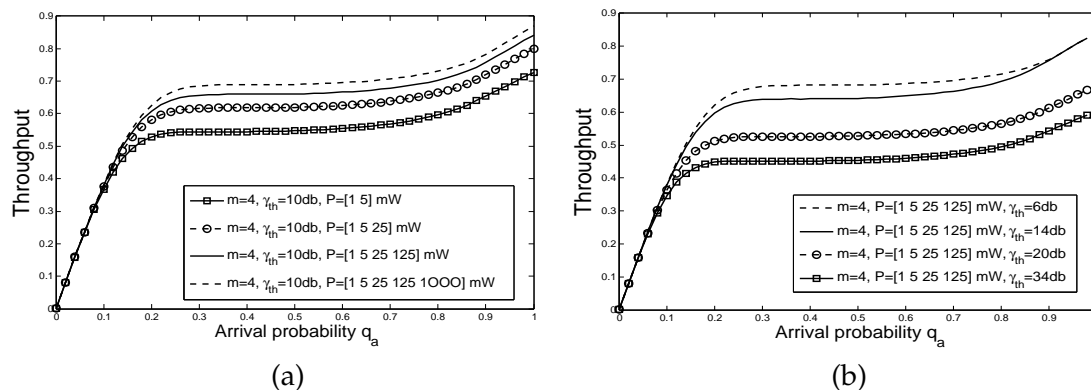 0.9
0.8
0.7
0.6
0.5
0.4
0.3
0.2
0.1
0
Throughput
m=4, γth=10db, P=[1 5] mW
m=4, γth=10db, P=[1 5 25] mW
m=4, γth=10db, P=[1 5 25 125] mW
m=4, γth=10db, P=[1 5 25 125 1OOO] mW
0 0.1 0.2 0.3 0.4 0.5 0.6 0.7 0.8 0.9 1
Arrival probability qa
(a)
0.9
0.8
0.7
0.6
0.5
0.4
0.3
0.2
0.1
0.0
Throughput
m=4, P=[1 5 25 125] mW, γth=6db
m=4, P=[1 5 25 125] mW, γth=14db
m=4, P=[1 5 25 125] mW, γth=20db
m=4, P=[1 5 25 125] mW, γth=34db
0 0.1 0.2 0.3 0.4 0.5 0.6 0.7 0.8 0.9
Arrival probability qa
(b)